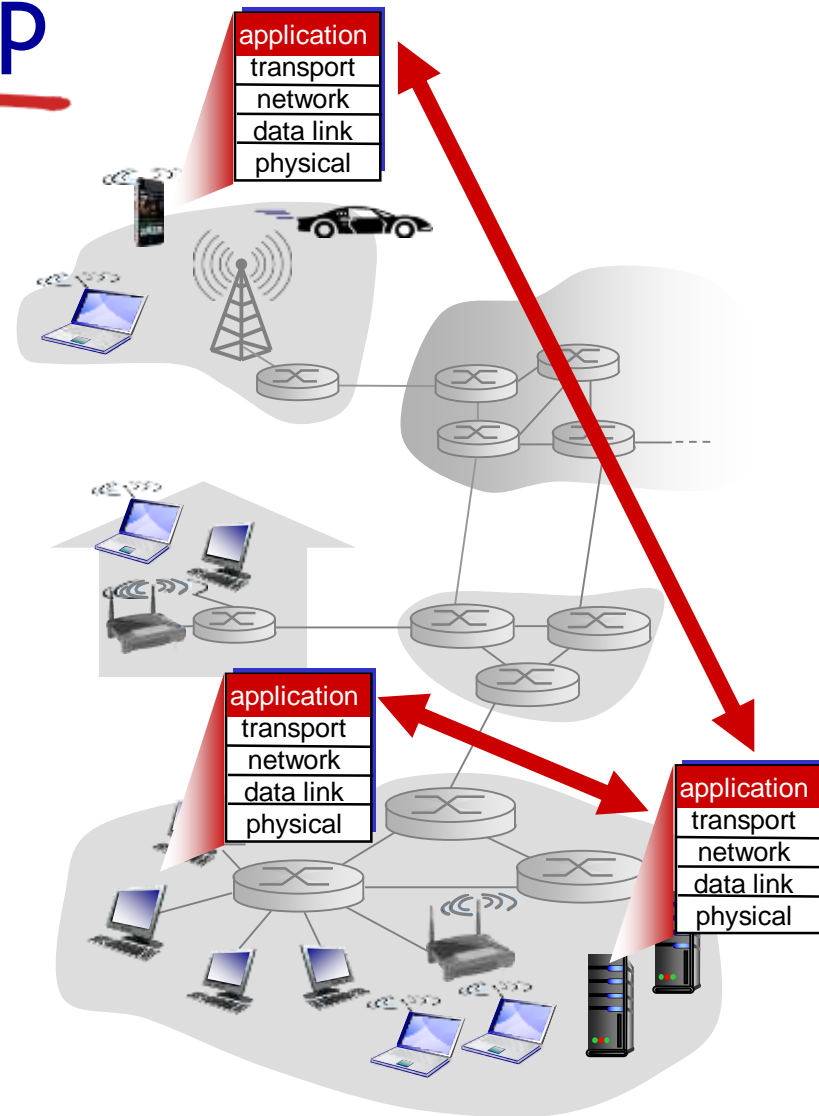 p
application
transport
network
data link
physical
application
transport
network
data link
physical
application
transport
network
data link
physical